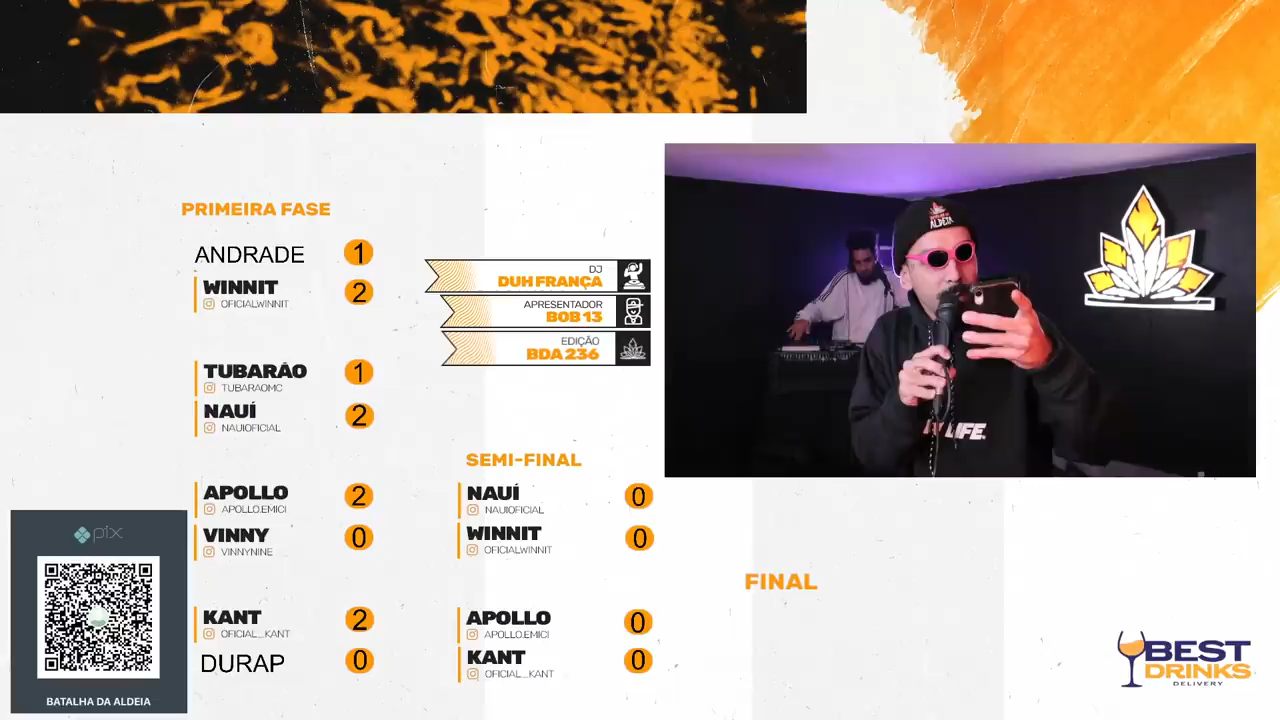 PRIMEIRA FASE
ANDRADE 1
WINNIT 2
OFICIALWINNIT
TUBARÃO 1
TUBARAOMC
NAUÍ 2
NAUIOFICIAL
APOLLO 2
APOLLO.EMICI
VINNY 0
VINNYNINE
KANT 2
OFICIAL_KANT
DURAP 0
DJ
DUH FRANÇA
APRESENTADOR
BOB 13
EDIÇÃO
BDA 236
SEMI-FINAL
NAUÍ 0
NAUIOFICIAL
WINNIT 0
OFICIALWINNIT
APOLLO 0
APOLLO.EMICI
KANT 0
OFICIAL_KANT
FINAL
pix
BATALHA DA ALDEIA
ALDEIA
LIFE.
BEST
DRINKS
DELIVERY